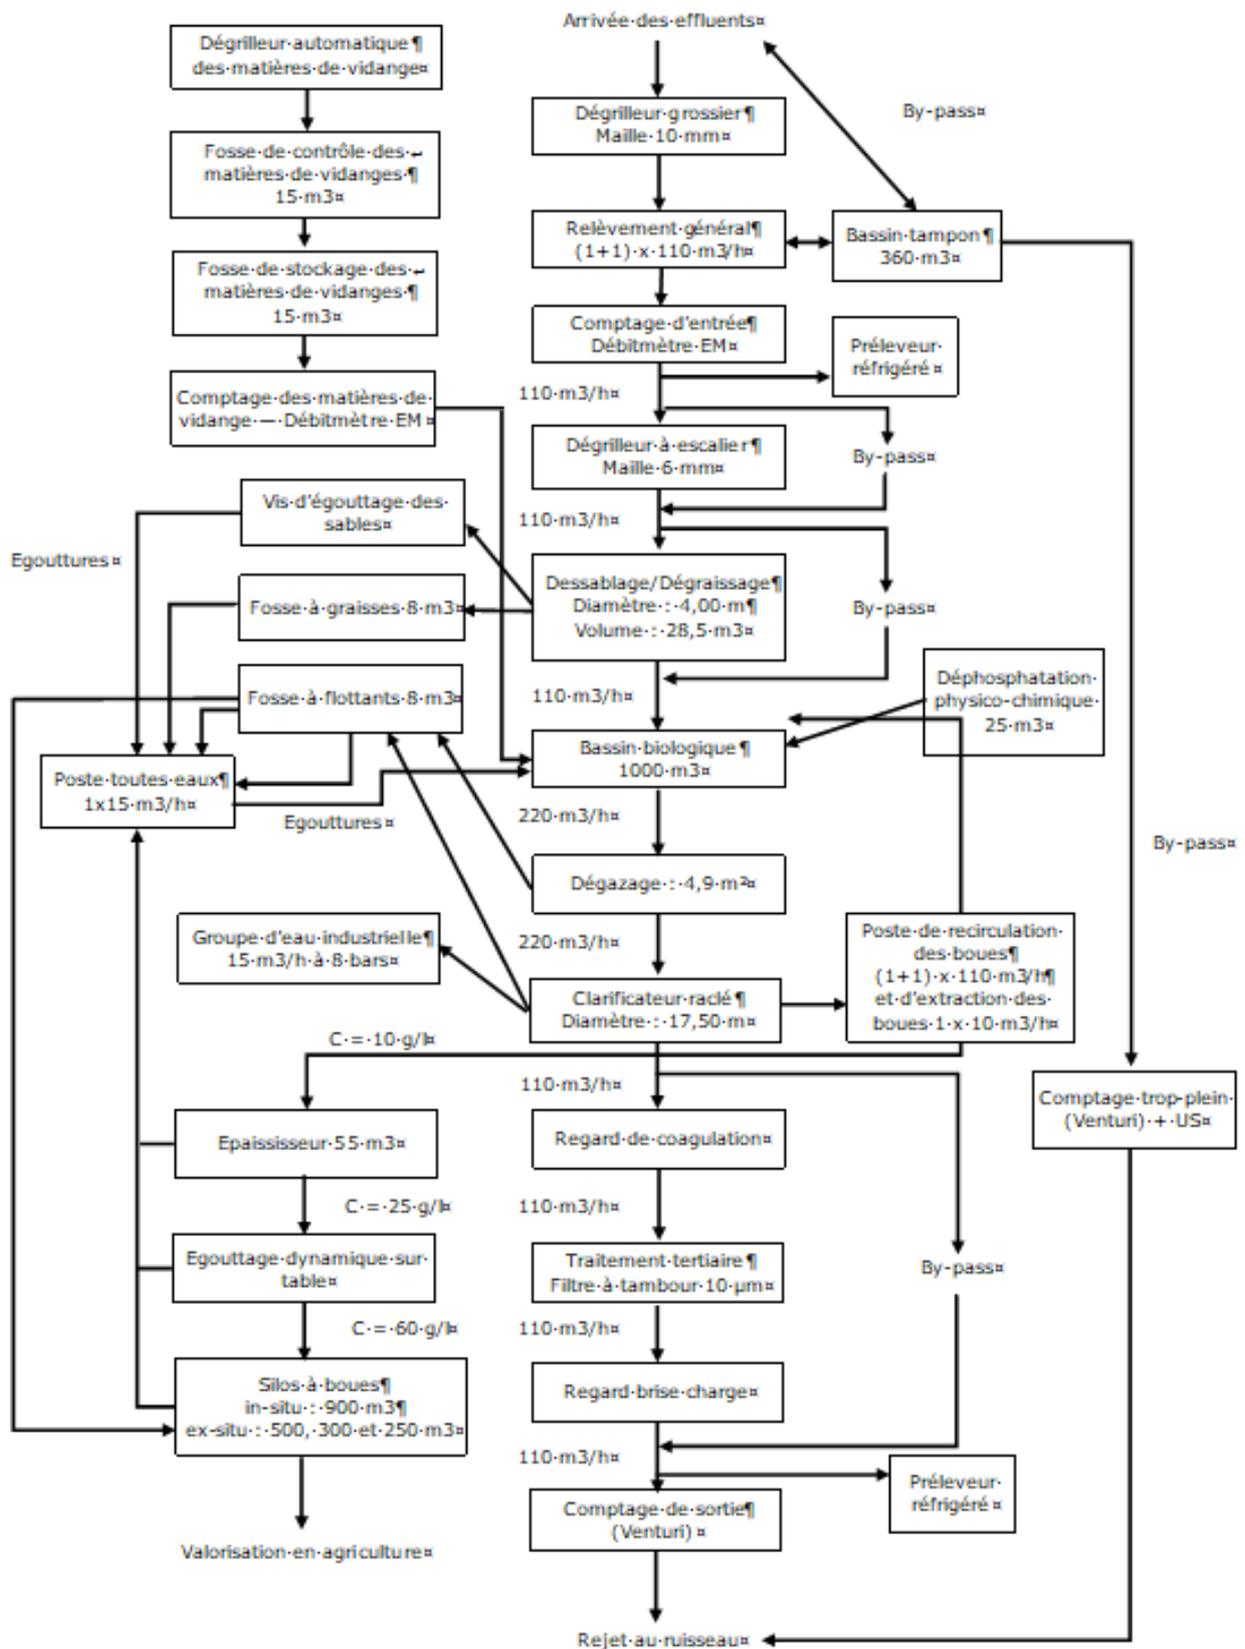 Arrivée·des·effluents¤
Dégrilleur·automatique¶
des·matières·de·vidange¤
Dégrilleur·grossier¶
Maille·10·mm¤
By-pass¤
Fosse·de·contrôle·des·↵
matières·de·vidanges·¶
15·m3¤
Relèvement·général¶
(1+1)·x·110·m3/h¤
Bassin·tampon¶
360·m3¤
Fosse·de·stockage·des·↵
matières·de·vidanges·¶
15·m3¤
Comptage·d'entrée¶
Débitmètre·EM¤
Préleveur·
réfrigéré¤
110·m3/h¤
Comptage·des·matières·de·
vidange·—·Débitmètre·EM¤
Dégrilleur·à·escalier¶
Maille·6·mm¤
By-pass¤
Vis·d'égouttage·des·
sables¤
110·m3/h¤
Egouttures¤
Dessablage/Dégraissage¶
Diamètre·:·4,00·m¶
Volume·:·28,5·m3¤
Fosse·à·graisses·8·m3¤
By-pass¤
Fosse·à·flottants·8·m3¤
110·m3/h¤
Déphosphatation·
physico-chimique·
25·m3¤
Bassin·biologique¶
1000·m3¤
Poste·toutes·eaux¶
1x15·m3/h¤
Egouttures¤
220·m3/h¤
By-pass¤
Dégazage·:·4,9·m²¤
Groupe·d'eau·industrielle¶
15·m3/h·à·8·bars¤
220·m3/h¤
Poste·de·recirculation·
des·boues¶
(1+1)·x·110·m3/h¶
et·d'extraction·des·
boues·1·x·10·m3/h¤
Clarificateur·raclé¶
Diamètre·:·17,50·m¤
C·=·10·g/l¤
110·m3/h¤
Comptage·trop-plein·
(Venturi)·+·US¤
Epaississeur·55·m3¤
Regard·de·coagulation¤
C·=·25·g/l¤
110·m3/h¤
Egouttage·dynamique·sur·
table¤
Traitement·tertiaire¶
Filtre·à·tambour·10·µm¤
By-pass¤
C·=·60·g/l¤
110·m3/h¤
Silos·à·boues¶
in-situ·:·900·m3¶
ex-situ·:·500,·300·et·250·m3¤
Regard·brise·charge¤
110·m3/h¤
Préleveur·
réfrigéré¤
Comptage·de·sortie¶
(Venturi)·¤
Valorisation·en·agriculture¤
Rejet·au·ruisseau¤